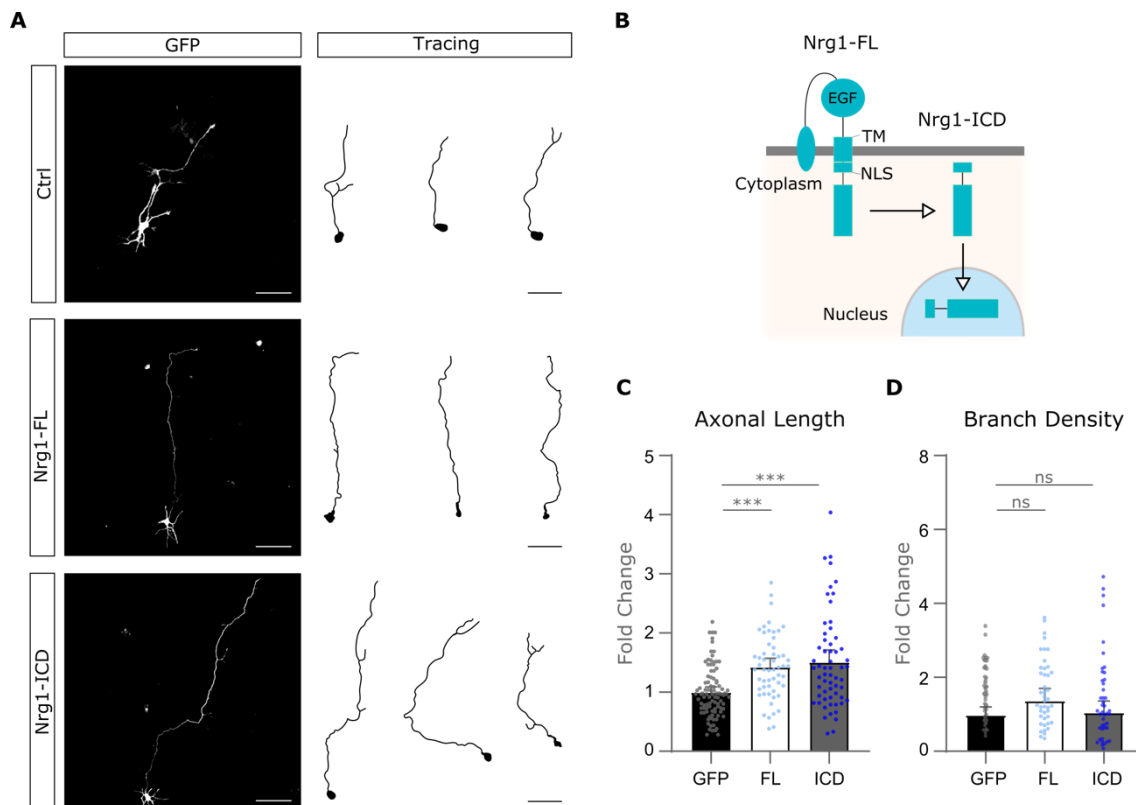 A
GFP
Tracing
Ctrl
Nrg1-FL
Nrg1-ICD
B
Nrg1-FL
EGF
Nrg1-ICD
TM
NLS
Cytoplasm
Nucleus
C
Axonal Length
Fold Change
5
4
3
2
1
0
***
***
GFP
FL
ICD
D
Branch Density
Fold Change
8
6
4
2
0
ns
ns
GFP
FL
ICD